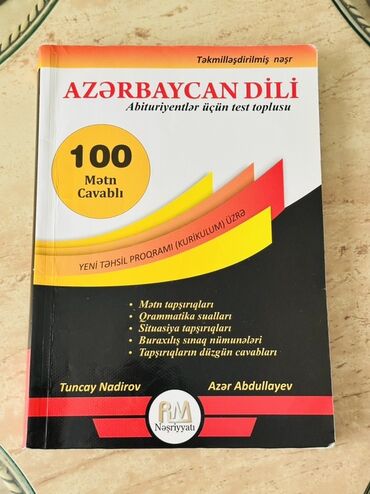 Təkmilləşdirilmiş nəşr
AZƏRBAYCAN DİLİ
Abituriyentlər üçün test toplusu
100
Mətn
Cavablı
YENİ TƏHSİL PROQRAMI (KURİKULUM) ÜZRƏ
• Mətn tapşırıqları
• Qrammatika sualları
• Situasiya tapşırıqları
• Buraxılış sınaq nümunələri
• Tapşırıqların düzgün cavabları
Tuncay Nadirov Azər Abdullayev
RM
Nəşriyyatı